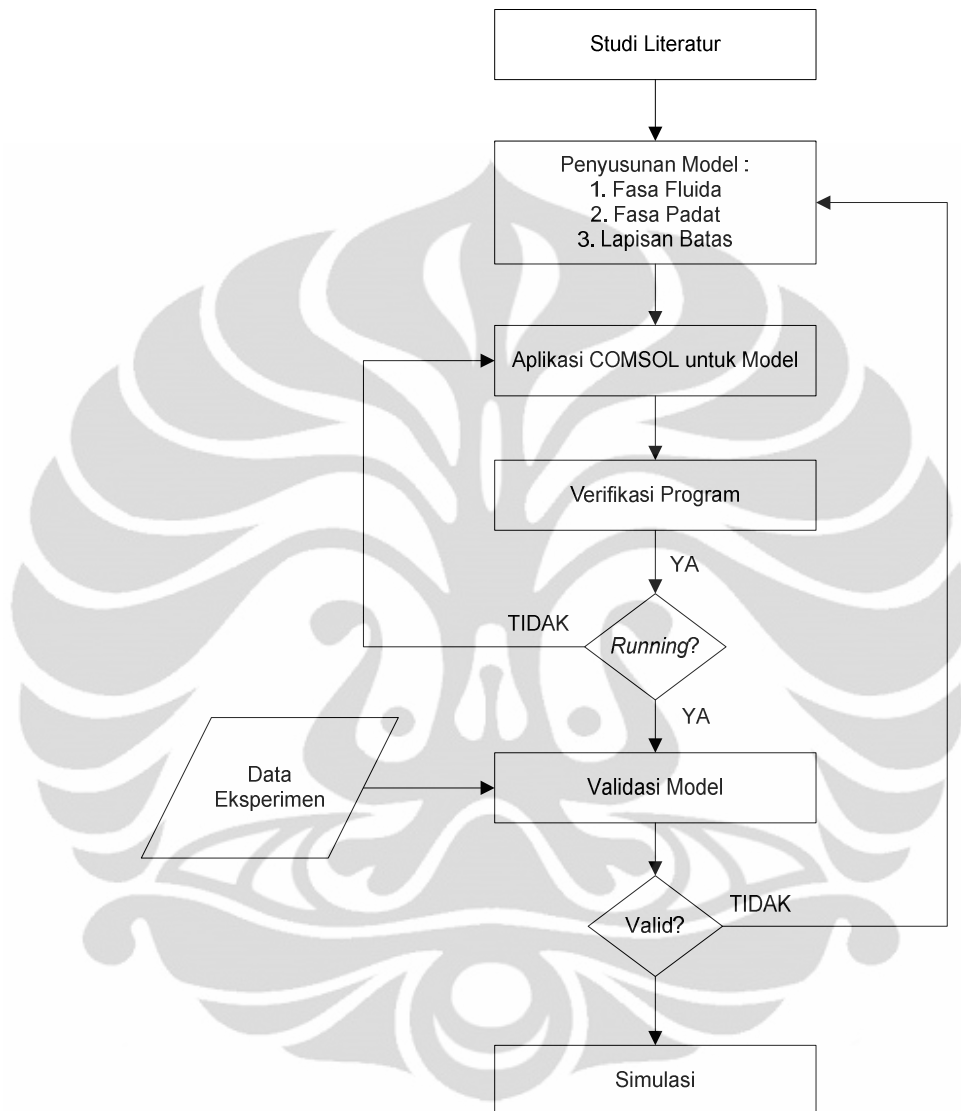 Studi Literatur
Penyusunan Model :
1. Fasa Fluida
2. Fasa Padat
3. Lapisan Batas
Aplikasi COMSOL untuk Model
Verifikasi Program
YA
TIDAK
Running?
YA
Data
Eksperimen
Validasi Model
Valid?
TIDAK
Simulasi